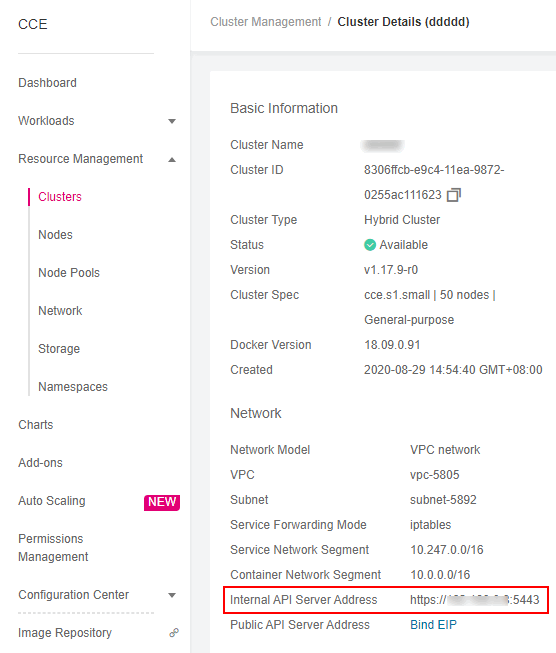 CCE
Dashboard
Workloads
Resource Management
Clusters
Nodes
Node Pools
Network
Storage
Namespaces
Charts
Add-ons
Auto Scaling NEW
Permissions
Management
Configuration Center
Image Repository
Cluster Management / Cluster Details (ddddd)
Basic Information
Cluster Name
Cluster ID 8306ffcb-e9c4-11ea-9872-
0255ac111623
Cluster Type Hybrid Cluster
Status Available
Version v1.17.9-r0
Cluster Spec cce.s1.small | 50 nodes |
General-purpose
Docker Version 18.09.0.91
Created 2020-08-29 14:54:40 GMT+08:00
Network
Network Model VPC network
VPC vpc-5805
Subnet subnet-5892
Service Forwarding Mode iptables
Service Network Segment 10.247.0.0/16
Container Network Segment 10.0.0.0/16
Internal API Server Address https:// :5443
Public API Server Address Bind EIP